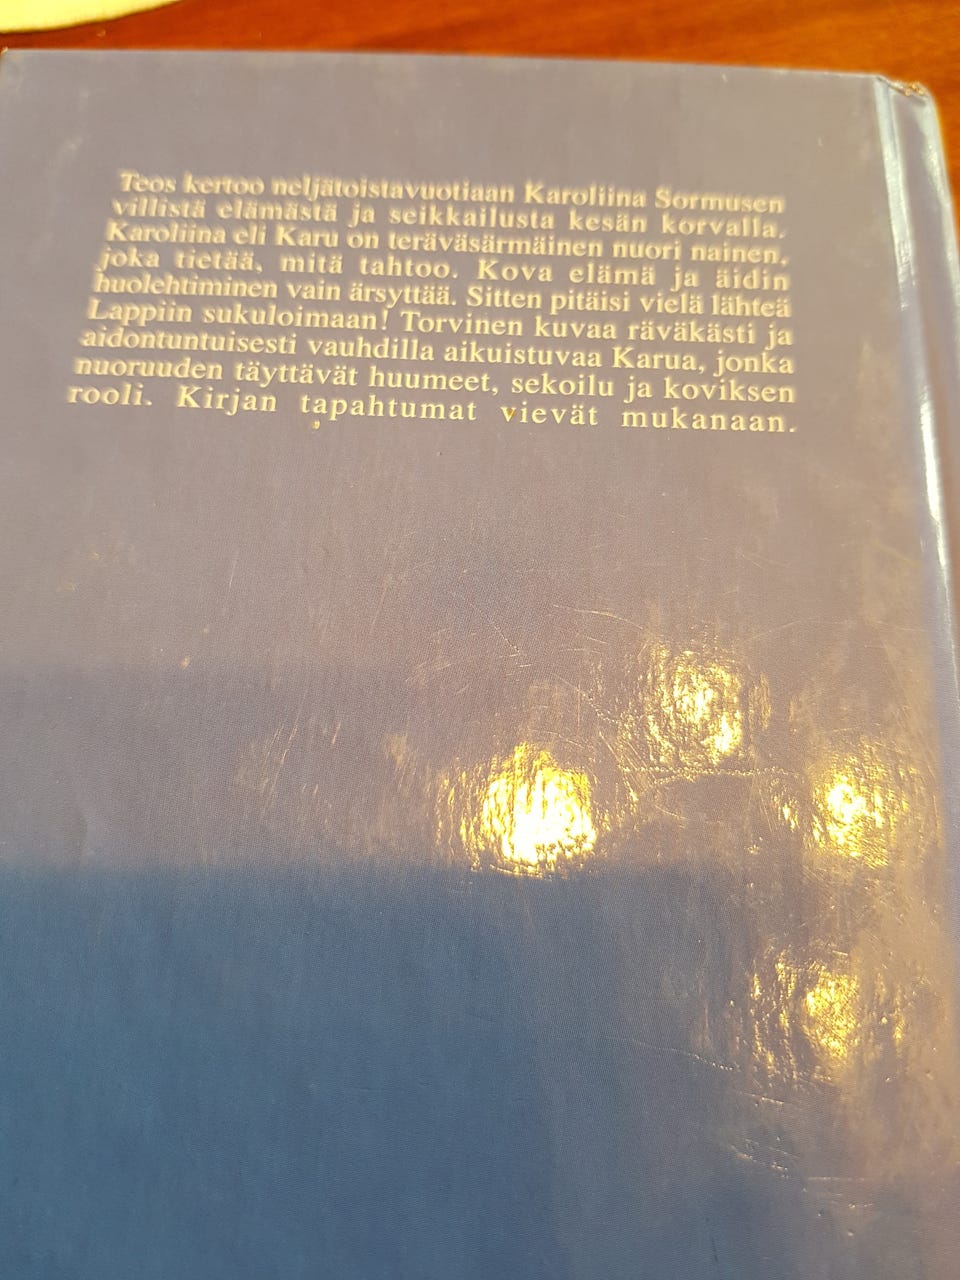 Teos kertoo neljätoistavuotiaan Karoliina Sormusen
villistä elämästä ja seikkailusta kesän korvalla.
Karoliina eli Karu on teräväsärmäinen nuori nainen,
joka tietää, mitä tahtoo. Kova elämä ja äidin
huolehtiminen vain ärsyttää. Sitten pitäisi vielä lähteä
Lappiin sukuloimaan! Torvinen kuvaa räväkästi ja
aidontuntuisesti vauhdilla aikuistuvaa Karua, jonka
nuoruuden täyttävät huumeet, sekoilu ja koviksen
rooli. Kirjan tapahtumat vievät mukanaan.